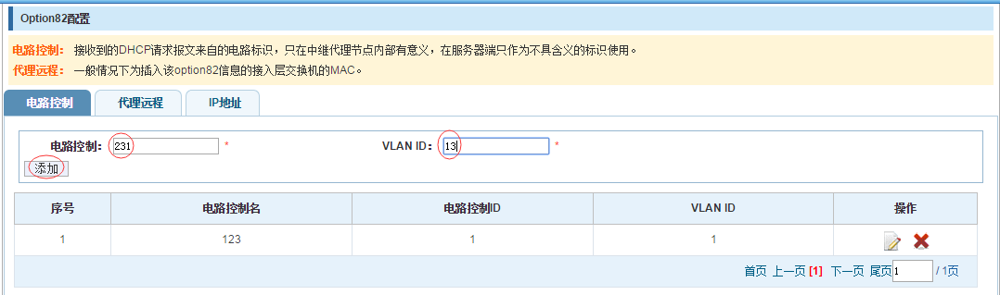 Option82配置
电路控制： 接收到的DHCP请求报文来自的电路标识，只在中继代理节点内部有意义，在服务器端只作为不具含义的标识使用。
代理远程： 一般情况下为插入该option82信息的接入层交换机的MAC。
电路控制 代理远程 IP地址
电路控制： 231 * VLAN ID： 13 *
添加
序号 电路控制名 电路控制ID VLAN ID 操作
1 123 1 1
首页 上一页 [1] 下一页 尾页 1 / 1页